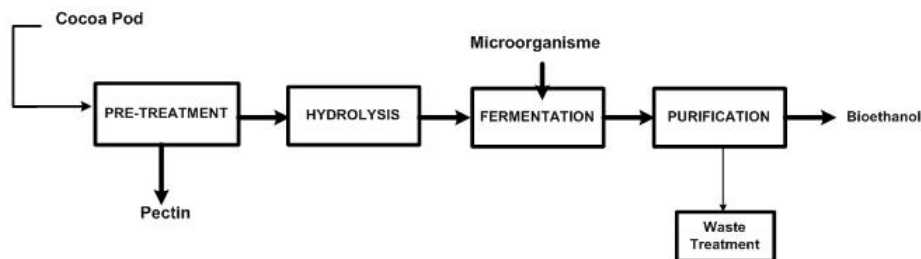 Cocoa Pod
Microorganisme
PRE-TREATMENT
HYDROLYSIS
FERMENTATION
PURIFICATION
Bioethanol
Pectin
Waste
Treatment